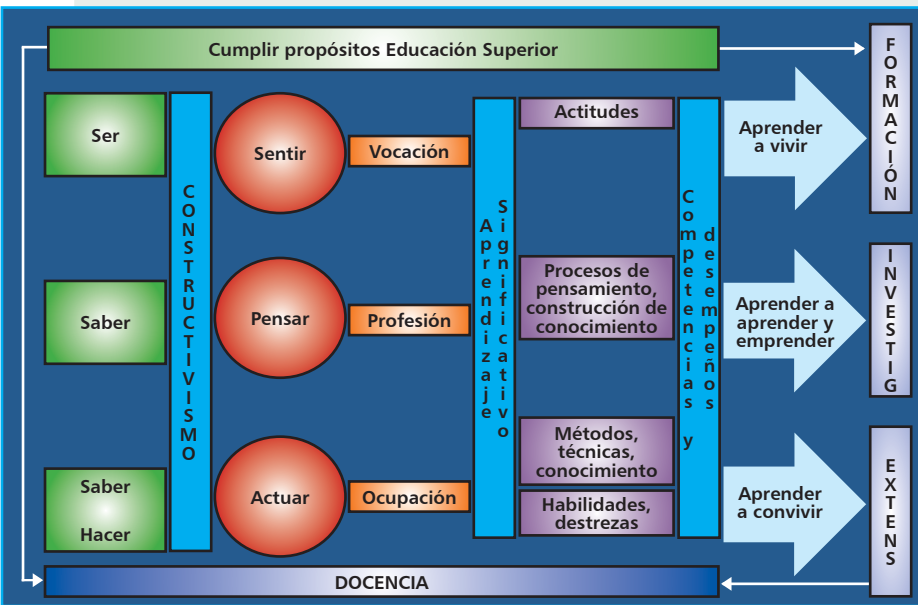 Cumplir propósitos Educación Superior
FORMACIÓN
Ser
CONSTRUCTIVISMO
Sentir
Vocación
Aprendizaje
Significativo
Actitudes
Competencias y
desempeños
Aprender
a vivir
Saber
Pensar
Profesión
Procesos de
pensamiento,
construcción de
conocimiento
Aprender a
aprender y
emprender
INVESTIG
Saber
Hacer
Actuar
Ocupación
Métodos,
técnicas,
conocimiento
Habilidades,
destrezas
Aprender
a convivir
EXTENS
DOCENCIA